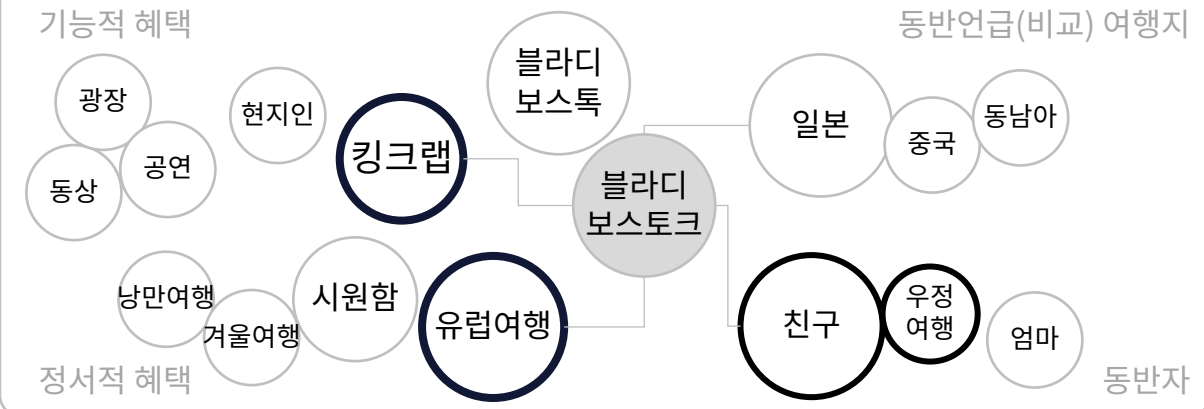 기능적 혜택
동반언급(비교) 여행지
광장
동상
공연
현지인
킹크랩
블라디
보스톡
블라디
보스토크
일본
중국
동남아
낭만여행
겨울여행
시원함
유럽여행
친구
우정
여행
엄마
정서적 혜택
동반자